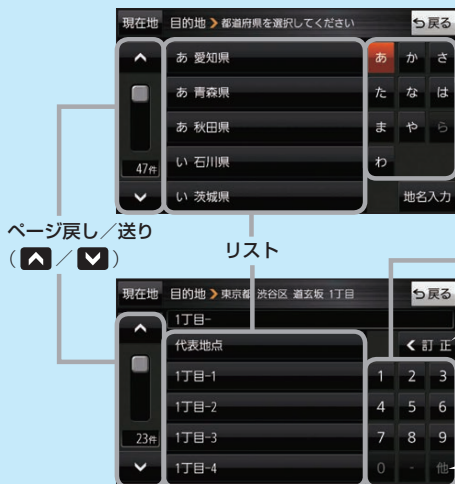 現在地 目的地 > 都道府県を選択してください 戻る
あ 愛知県
あ 青森県
あ 秋田県
い 石川県
い 茨城県
47件
あ か さ
た な は
ま や ら
わ
地名入力
ページ戻し／送り
( ／ )
リスト
現在地 目的地 > 東京都 渋谷区 道玄坂 1丁目 戻る
1丁目-
代表地点
1丁目-1
1丁目-2
1丁目-3
1丁目-4
23件
訂 正
1 2 3
4 5 6
7 8 9
0 - 他